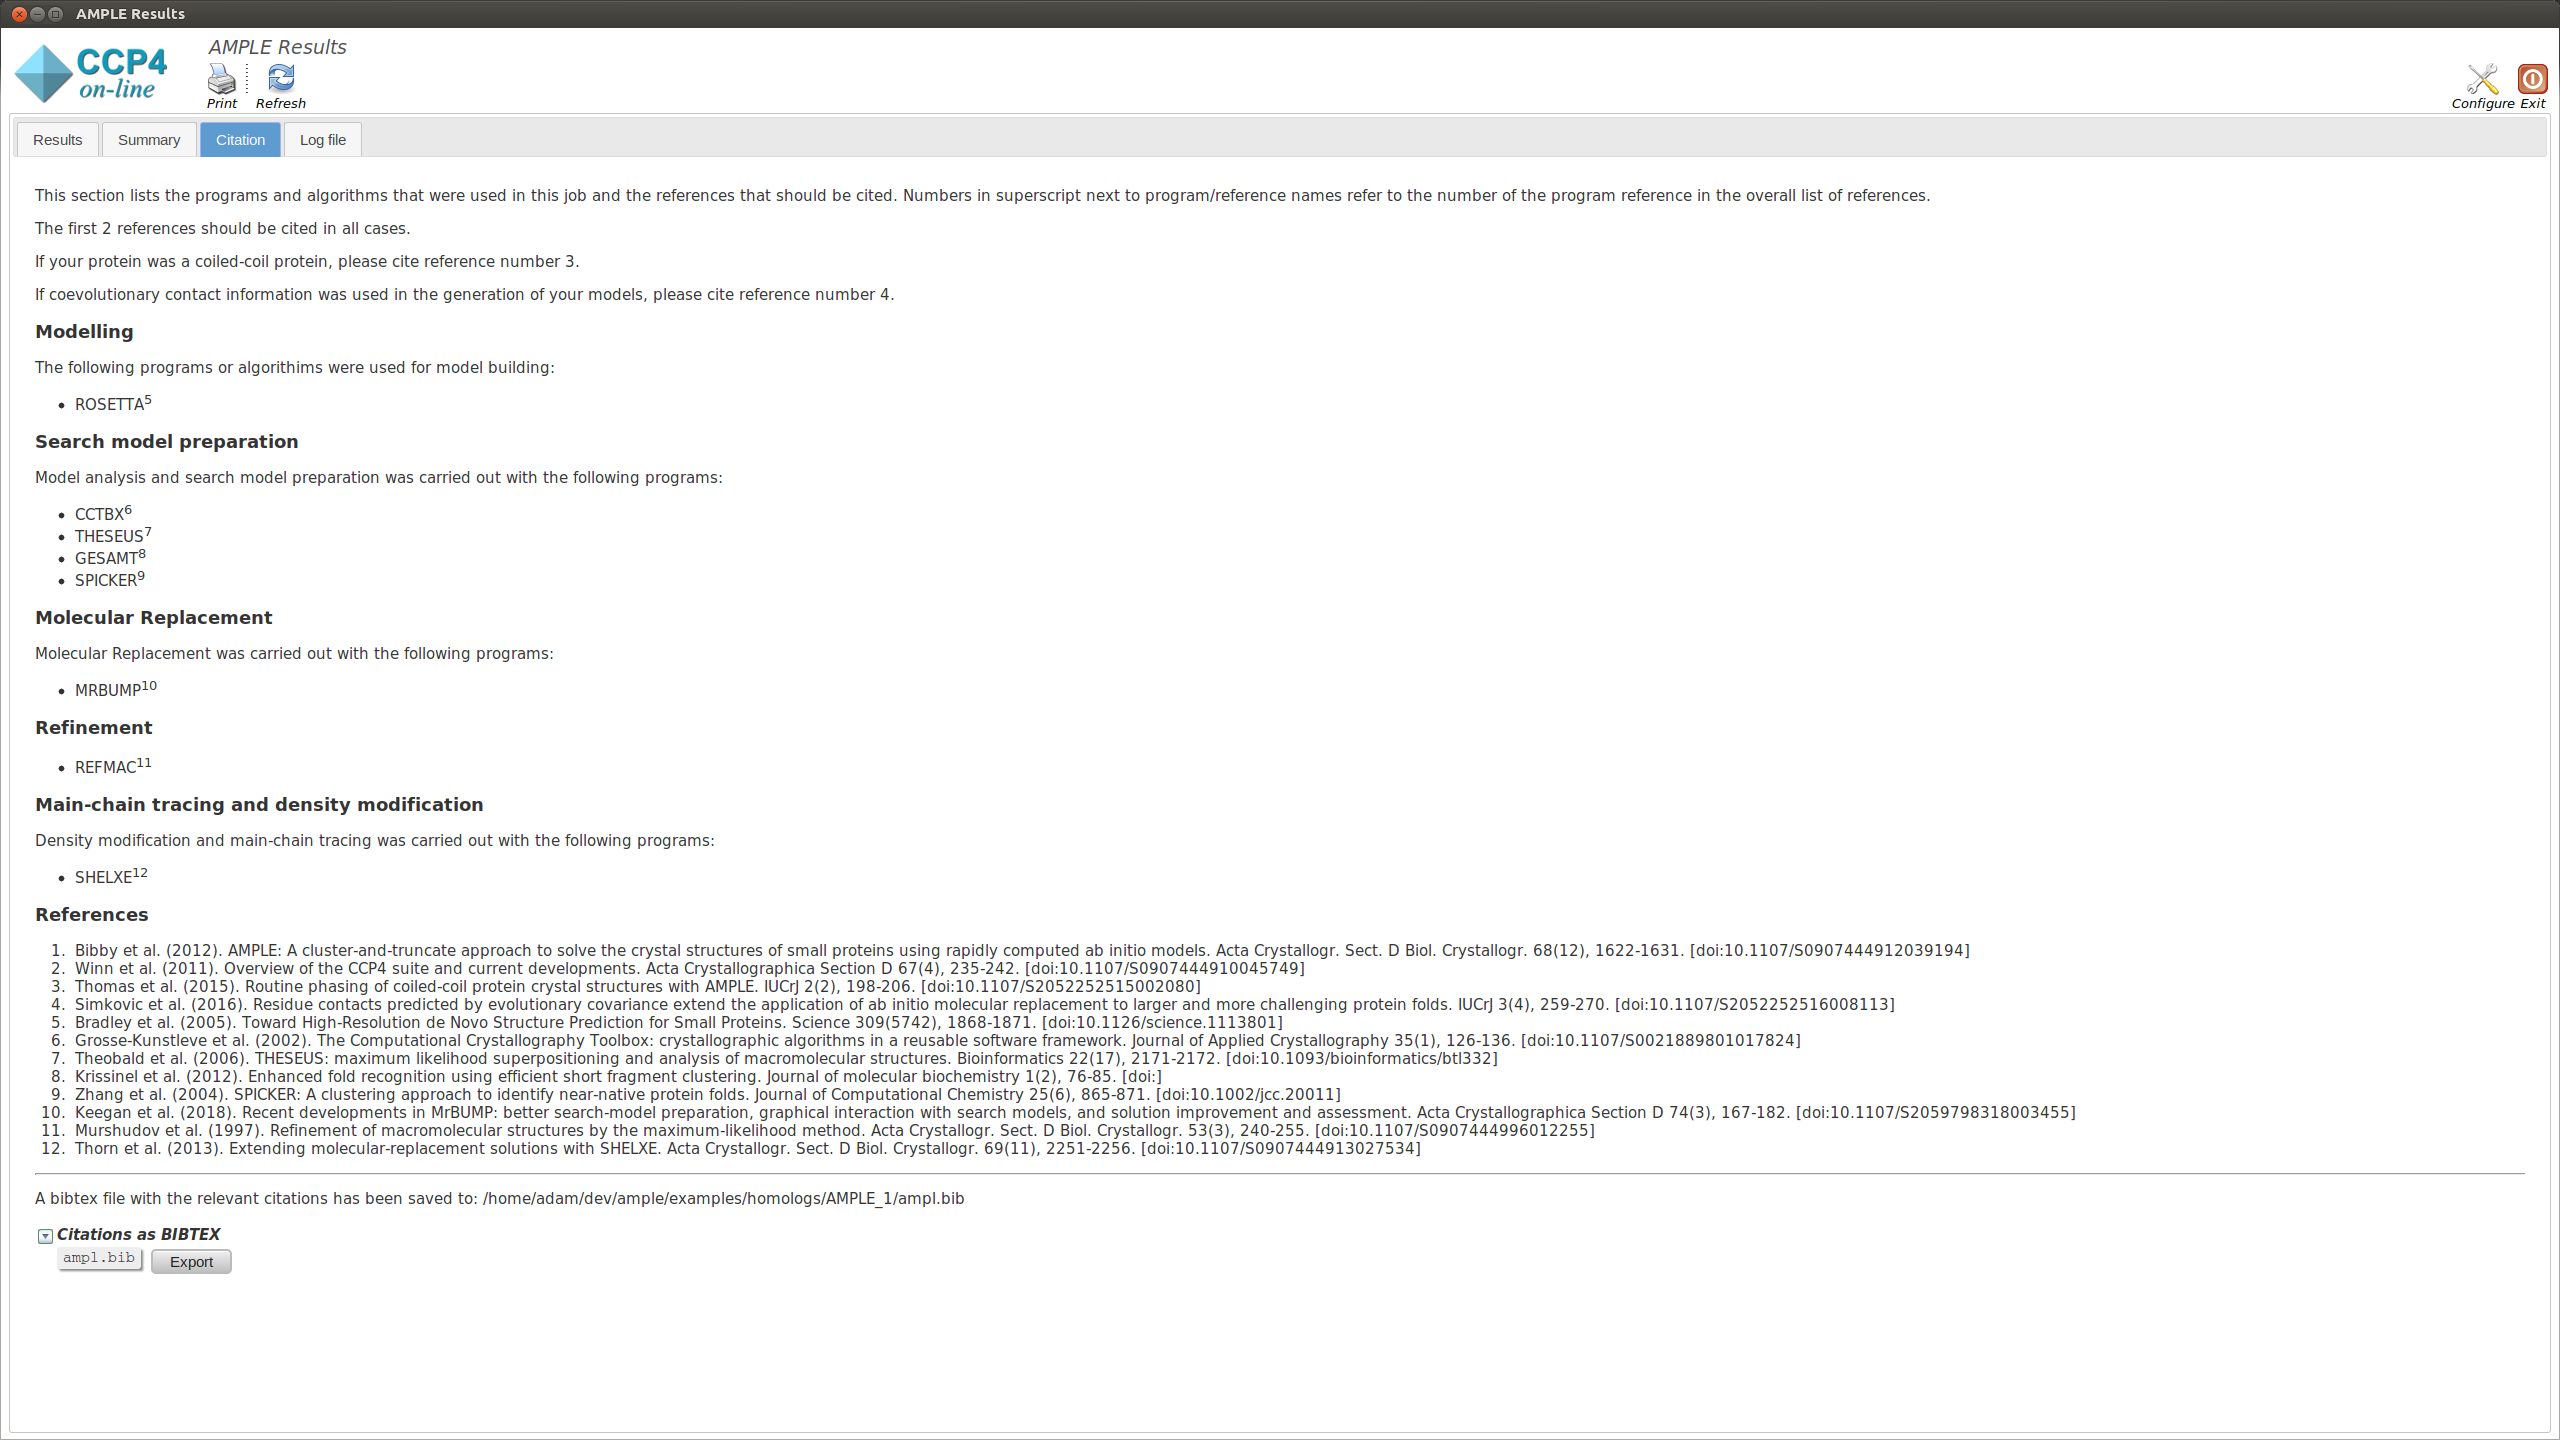 AMPLE Results
CCP4
on-line
AMPLE Results
Print
Refresh
Configure
Exit
Results
Summary
Citation
Log file
This section lists the programs and algorithms that were used in this job and the references that should be cited. Numbers in superscript next to program/reference names refer to the number of the program reference in the overall list of references.
The first 2 references should be cited in all cases.
If your protein was a coiled-coil protein, please cite reference number 3.
If coevolutionary contact information was used in the generation of your models, please cite reference number 4.
Modelling
The following programs or algorithims were used for model building:
• ROSETTA5
Search model preparation
Model analysis and search model preparation was carried out with the following programs:
• CCTBX6
• THESEUS7
• GESAMT8
• SPICKER9
Molecular Replacement
Molecular Replacement was carried out with the following programs:
• MRBUMP10
Refinement
• REFMAC11
Main-chain tracing and density modification
Density modification and main-chain tracing was carried out with the following programs:
• SHELXE12
References
1. Bibby et al. (2012). AMPLE: A cluster-and-truncate approach to solve the crystal structures of small proteins using rapidly computed ab initio models. Acta Crystallogr. Sect. D Biol. Crystallogr. 68(12), 1622-1631. [doi:10.1107/S0907444912039194]
2. Winn et al. (2011). Overview of the CCP4 suite and current developments. Acta Crystallographica Section D 67(4), 235-242. [doi:10.1107/S0907444910045749]
3. Thomas et al. (2015). Routine phasing of coiled-coil protein crystal structures with AMPLE. IUCrJ 2(2), 198-206. [doi:10.1107/S2052252515002080]
4. Simkovic et al. (2016). Residue contacts predicted by evolutionary covariance extend the application of ab initio molecular replacement to larger and more challenging protein folds. IUCrJ 3(4), 259-270. [doi:10.1107/S2052252516008113]
5. Bradley et al. (2005). Toward High-Resolution de Novo Structure Prediction for Small Proteins. Science 309(5742), 1868-1871. [doi:10.1126/science.1113801]
6. Grosse-Kunstleve et al. (2002). The Computational Crystallography Toolbox: crystallographic algorithms in a reusable software framework. Journal of Applied Crystallography 35(1), 126-136. [doi:10.1107/S0021889801017824]
7. Theobald et al. (2006). THESEUS: maximum likelihood superpositioning and analysis of macromolecular structures. Bioinformatics 22(17), 2171-2172. [doi:10.1093/bioinformatics/btl332]
8. Krissinel et al. (2012). Enhanced fold recognition using efficient short fragment clustering. Journal of molecular biochemistry 1(2), 76-85. [doi:]
9. Zhang et al. (2004). SPICKER: A clustering approach to identify near-native protein folds. Journal of Computational Chemistry 25(6), 865-871. [doi:10.1002/jcc.20011]
10. Keegan et al. (2018). Recent developments in MrBUMP: better search-model preparation, graphical interaction with search models, and solution improvement and assessment. Acta Crystallographica Section D 74(3), 167-182. [doi:10.1107/S2059798318003455]
11. Murshudov et al. (1997). Refinement of macromolecular structures by the maximum-likelihood method. Acta Crystallogr. Sect. D Biol. Crystallogr. 53(3), 240-255. [doi:10.1107/S0907444996012255]
12. Thorn et al. (2013). Extending molecular-replacement solutions with SHELXE. Acta Crystallogr. Sect. D Biol. Crystallogr. 69(11), 2251-2256. [doi:10.1107/S0907444913027534]
A bibtex file with the relevant citations has been saved to: /home/adam/dev/ample/examples/homologs/AMPLE_1/ampl.bib
Citations as BIBTEX
ampl.bib
Export